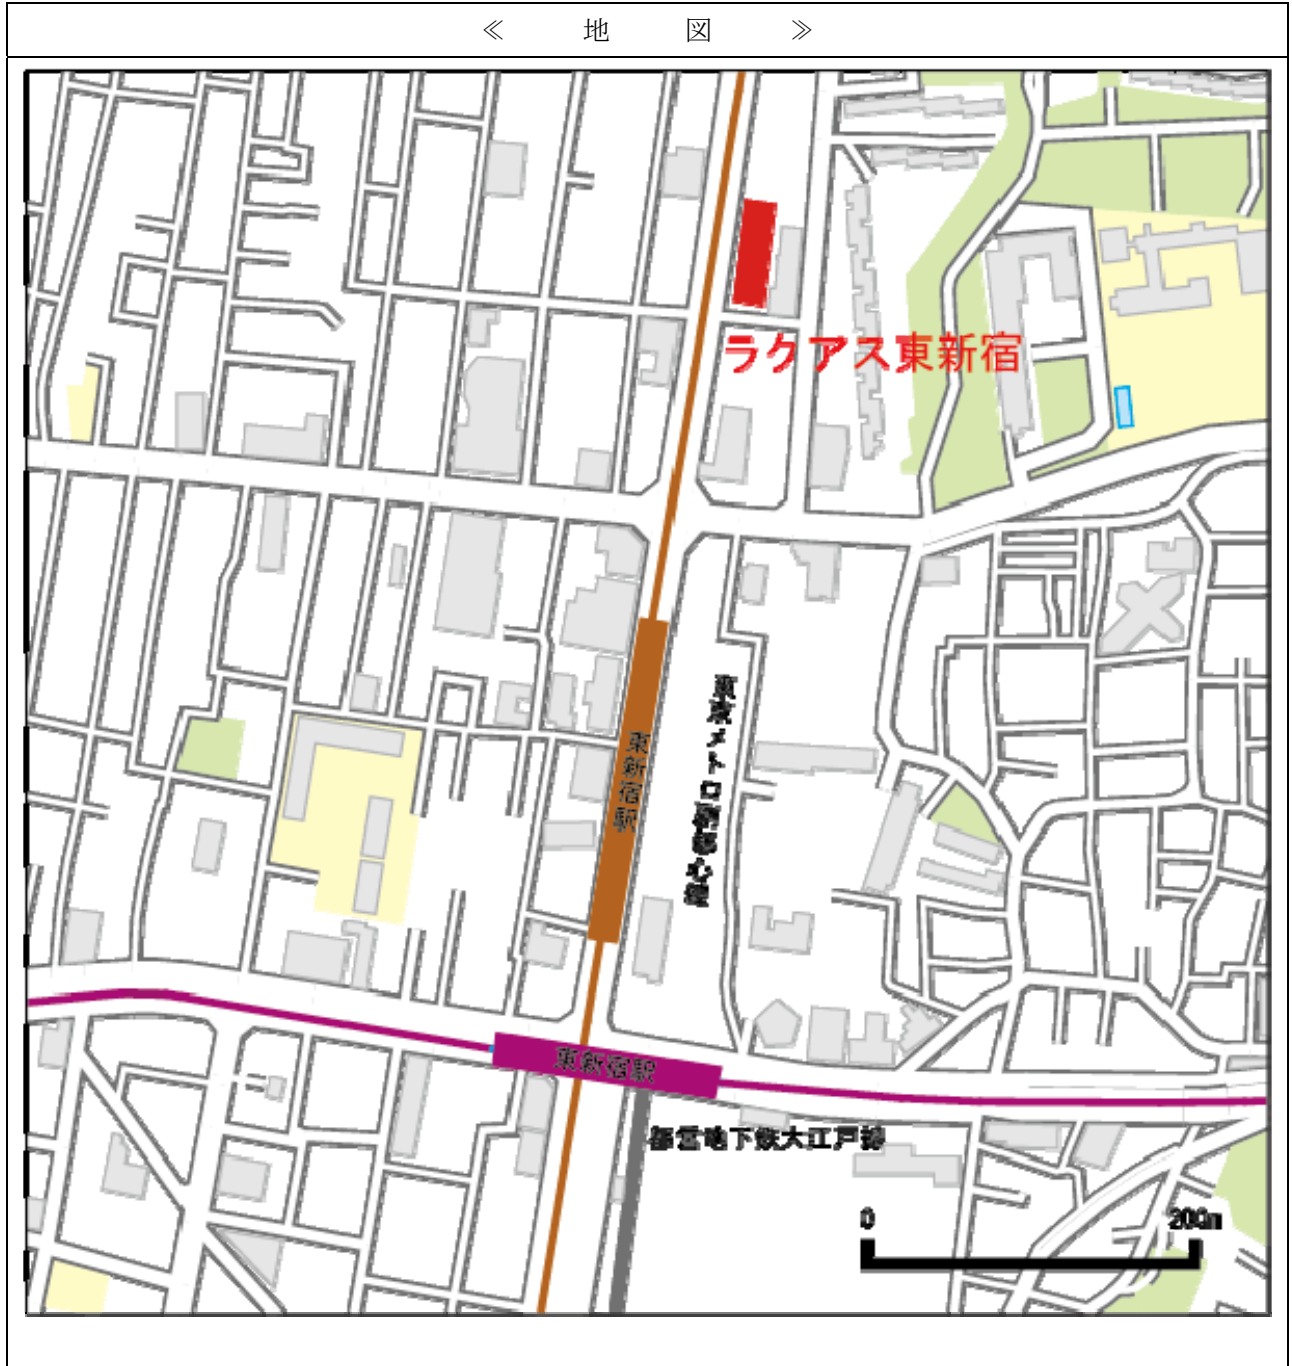 ≪ 地 図 ≫
ラクアス東新宿
東京メトロ副都心線
東新宿駅
東新宿駅
都営地下鉄大江戸線
0 200m